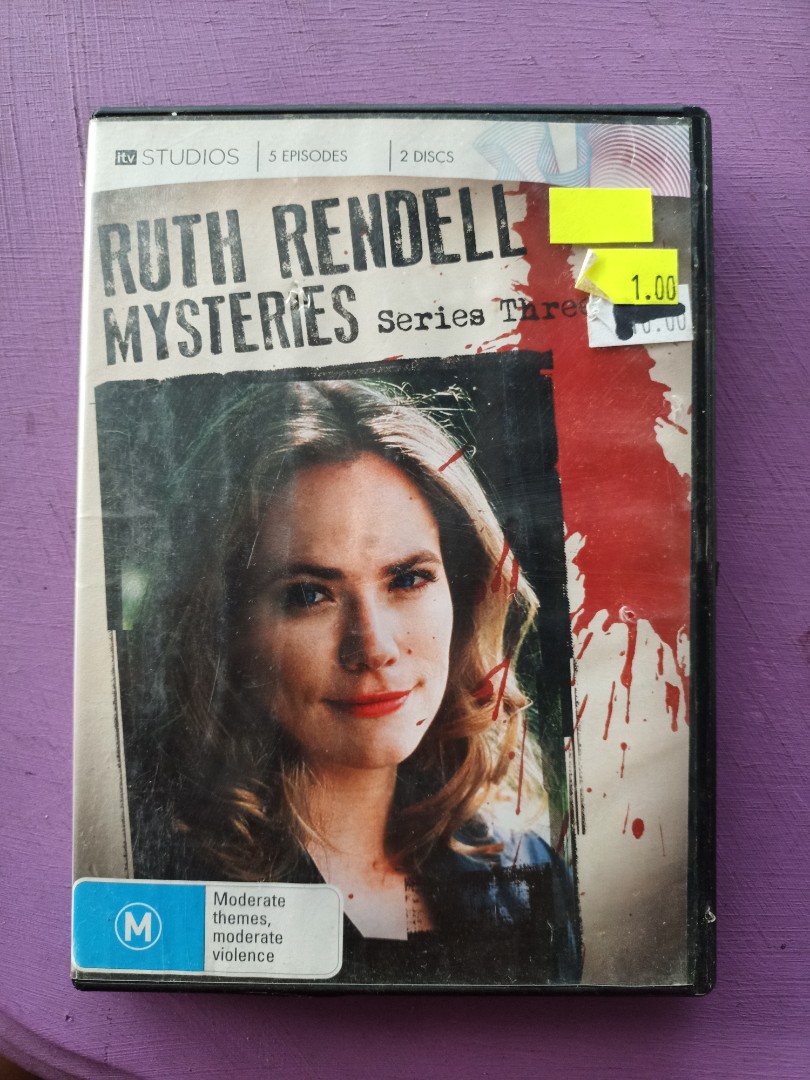 itv STUDIOS 5 EPISODES 2 DISCS
RUTH RENDELL
MYSTERIES Series Three
1.00
Moderate
themes,
moderate
violence
M